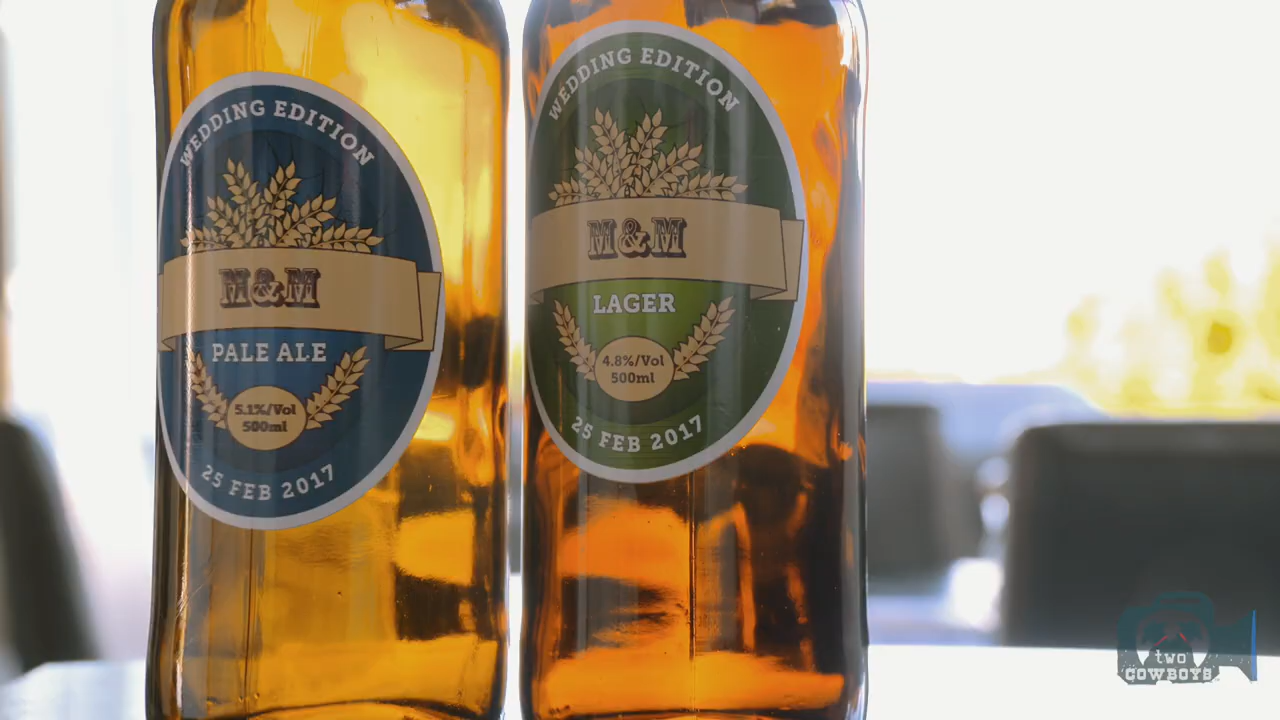 WEDDING EDITION
M&M
PALE ALE
5.1%/Vol
500ml
25 FEB 2017
WEDDING EDITION
M&M
LAGER
4.8%/Vol
500ml
25 FEB 2017
two
COWBOYS